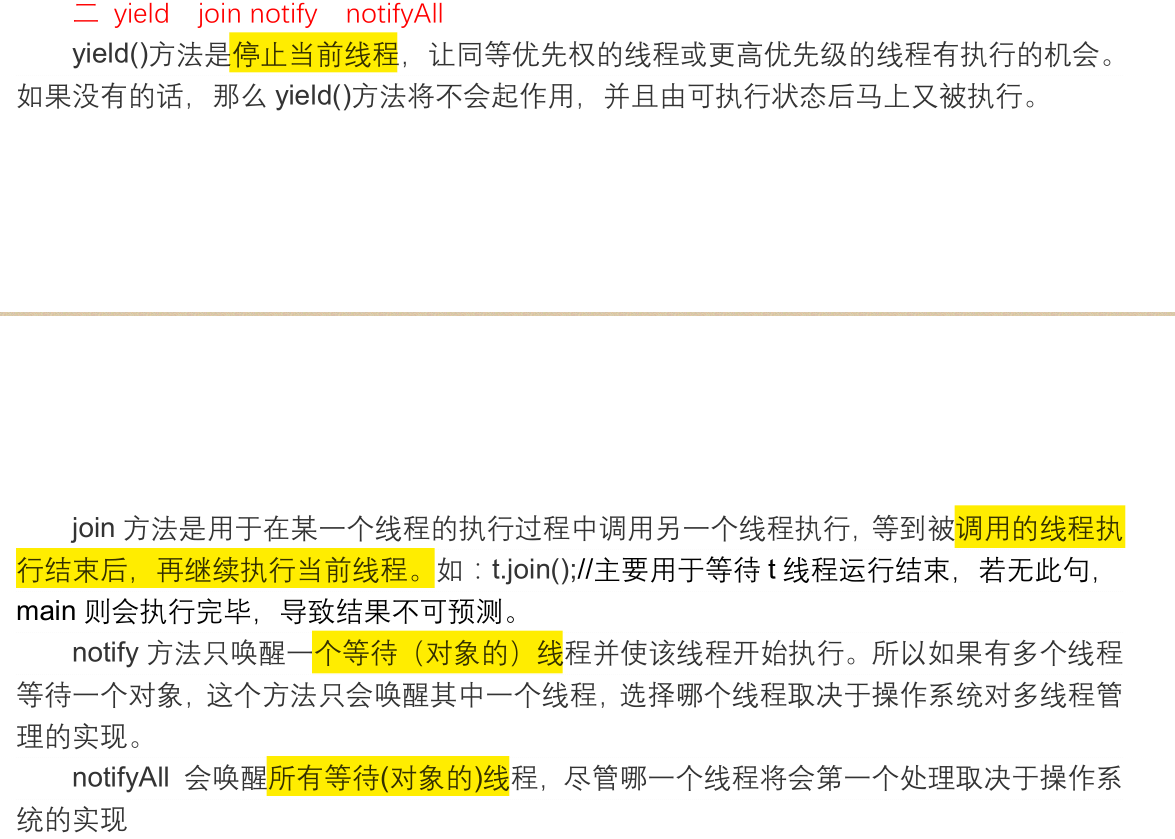 二 yield join notify notifyAll
yield()方法是停止当前线程，让同等优先权的线程或更高优先级的线程有执行的机会。
如果没有的话，那么 yield()方法将不会起作用，并且由可执行状态后马上又被执行。
join 方法是用于在某一个线程的执行过程中调用另一个线程执行，等到被调用的线程执
行结束后，再继续执行当前线程。如：t.join();//主要用于等待 t 线程运行结束，若无此句，
main 则会执行完毕，导致结果不可预测。
notify 方法只唤醒一个等待（对象的）线程并使该线程开始执行。所以如果有多个线程
等待一个对象，这个方法只会唤醒其中一个线程，选择哪个线程取决于操作系统对多线程管
理的实现。
notifyAll 会唤醒所有等待(对象的)线程，尽管哪一个线程将会第一个处理取决于操作系
统的实现